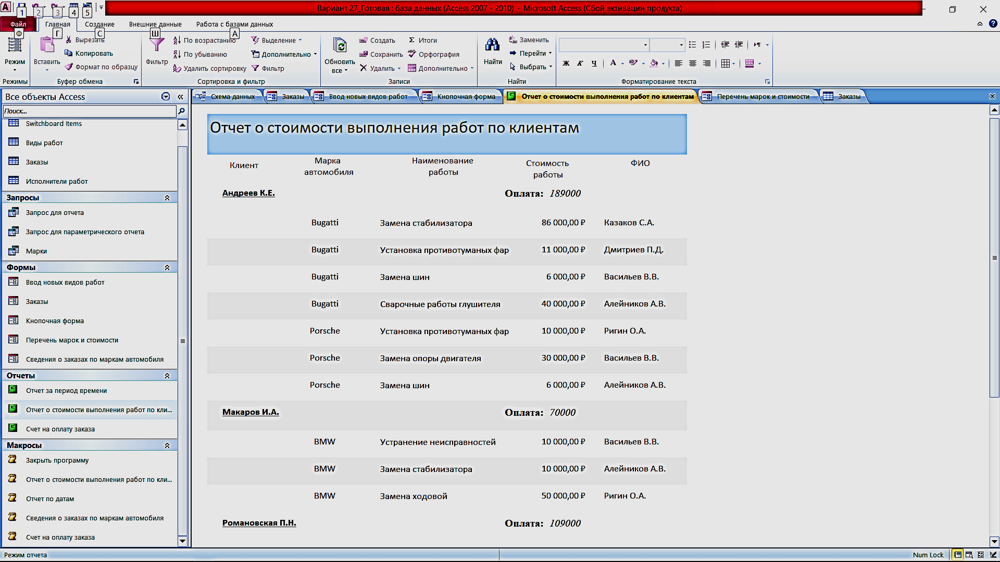 Вариант 27_Готовая : база данных (Access 2007 - 2010) - Microsoft Access (Сбой активации продукта)
1 2 3 4 5
Файл Главная Создание Внешние данные Работа с базами данных
Ф Г С Ш А
Режим
Режимы
Вставить
Вырезать
Копировать
Формат по образцу
Буфер обмена
Фильтр
По возрастанию
По убыванию
Удалить сортировку
Выделение
Дополнительно
Фильтр
Сортировка и фильтр
Обновить все
Создать
Сохранить
Удалить
Итоги
Орфография
Дополнительно
Записи
Найти
Заменить
Перейти
Выбрать
Найти
Ж К Ч А
Форматирование текста
Все объекты Access
Поиск...
Switchboard Items
Виды работ
Заказы
Исполнители работ
Запросы
Запрос для отчета
Запрос для параметрического отчета
Марки
Формы
Ввод новых видов работ
Заказы
Кнопочная форма
Перечень марок и стоимости
Сведения о заказах по маркам автомобиля
Отчеты
Отчет за период времени
Отчет о стоимости выполнения работ по кли...
Счет на оплату заказа
Макросы
Закрыть программу
Отчет о стоимости выполнения работ по кли...
Отчет по датам
Сведения о заказах по маркам автомобиля
Счет на оплату заказа
Схема данных Заказы Ввод новых видов работ Кнопочная форма Отчет о стоимости выполнения работ по клиентам Перечень марок и стоимости Заказы
Отчет о стоимости выполнения работ по клиентам
Клиент Марка автомобиля Наименование работы Стоимость работы ФИО
Андреев К.Е. Оплата: 189000
Bugatti Замена стабилизатора 86 000,00 ₽ Казаков С.А.
Bugatti Установка противотуманых фар 11 000,00 ₽ Дмитриев П.Д.
Bugatti Замена шин 6 000,00 ₽ Васильев В.В.
Bugatti Сварочные работы глушителя 40 000,00 ₽ Алейников А.В.
Porsche Установка противотуманых фар 10 000,00 ₽ Ригин О.А.
Porsche Замена опоры двигателя 30 000,00 ₽ Васильев В.В.
Porsche Замена шин 6 000,00 ₽ Алейников А.В.
Макаров И.А. Оплата: 70000
BMW Устранение неисправностей 10 000,00 ₽ Васильев В.В.
BMW Замена стабилизатора 10 000,00 ₽ Алейников А.В.
BMW Замена ходовой 50 000,00 ₽ Ригин О.А.
Романовская П.Н. Оплата: 109000
Режим отчета
Num Lock